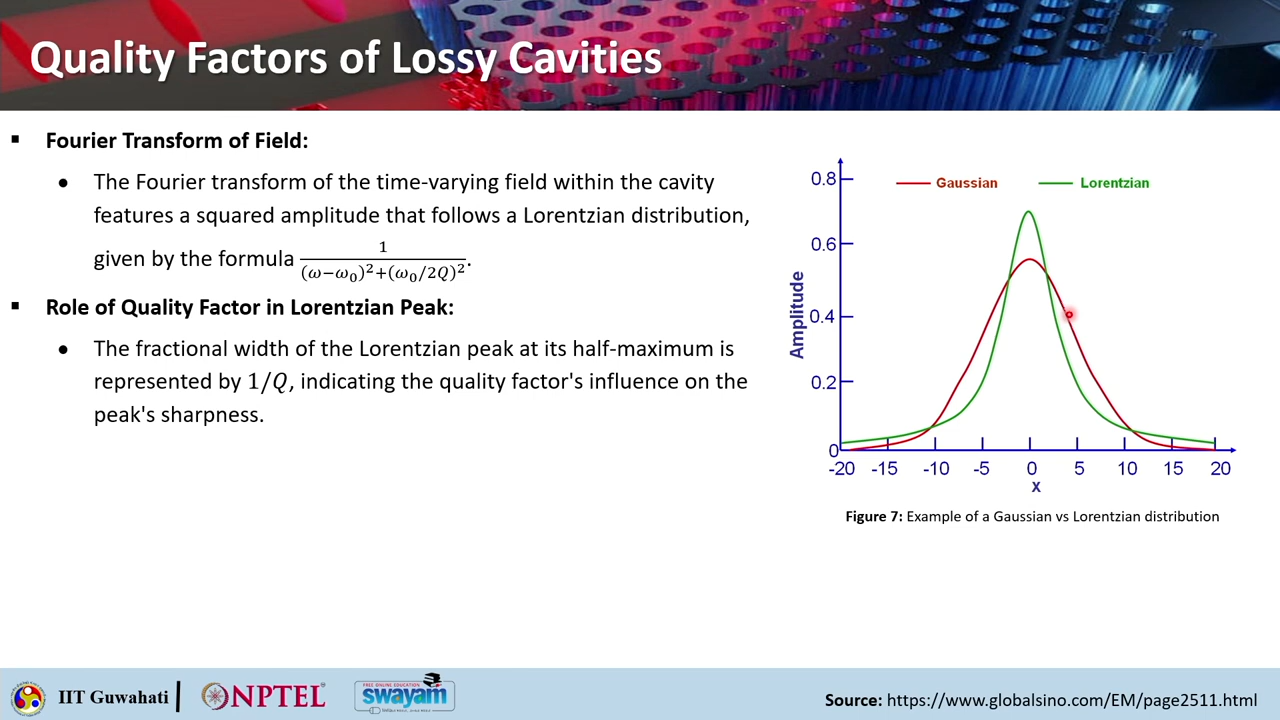 Quality Factors of Lossy Cavities
▪ Fourier Transform of Field:
● The Fourier transform of the time-varying field within the cavity
features a squared amplitude that follows a Lorentzian distribution,
given by the formula 1/((ω−ω₀)²+(ω₀/2Q)²).
▪ Role of Quality Factor in Lorentzian Peak:
● The fractional width of the Lorentzian peak at its half-maximum is
represented by 1/Q, indicating the quality factor's influence on the
peak's sharpness.
Gaussian Lorentzian
Amplitude
0.8
0.6
0.4
0.2
0
-20 -15 -10 -5 0 5 10 15 20
x
Figure 7: Example of a Gaussian vs Lorentzian distribution
IIT Guwahati
NPTEL
FREE ONLINE EDUCATION
swayam
Source: https://www.globalsino.com/EM/page2511.html